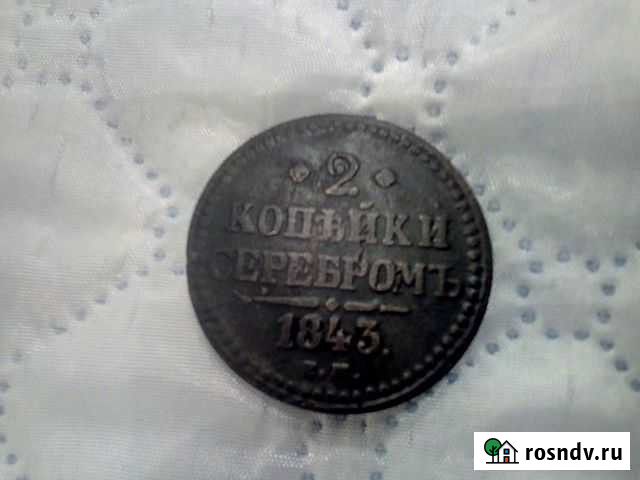 · 2 ·
КОПѢЙКИ
СЕРЕБРОМЪ
1843.
rosndv.ru